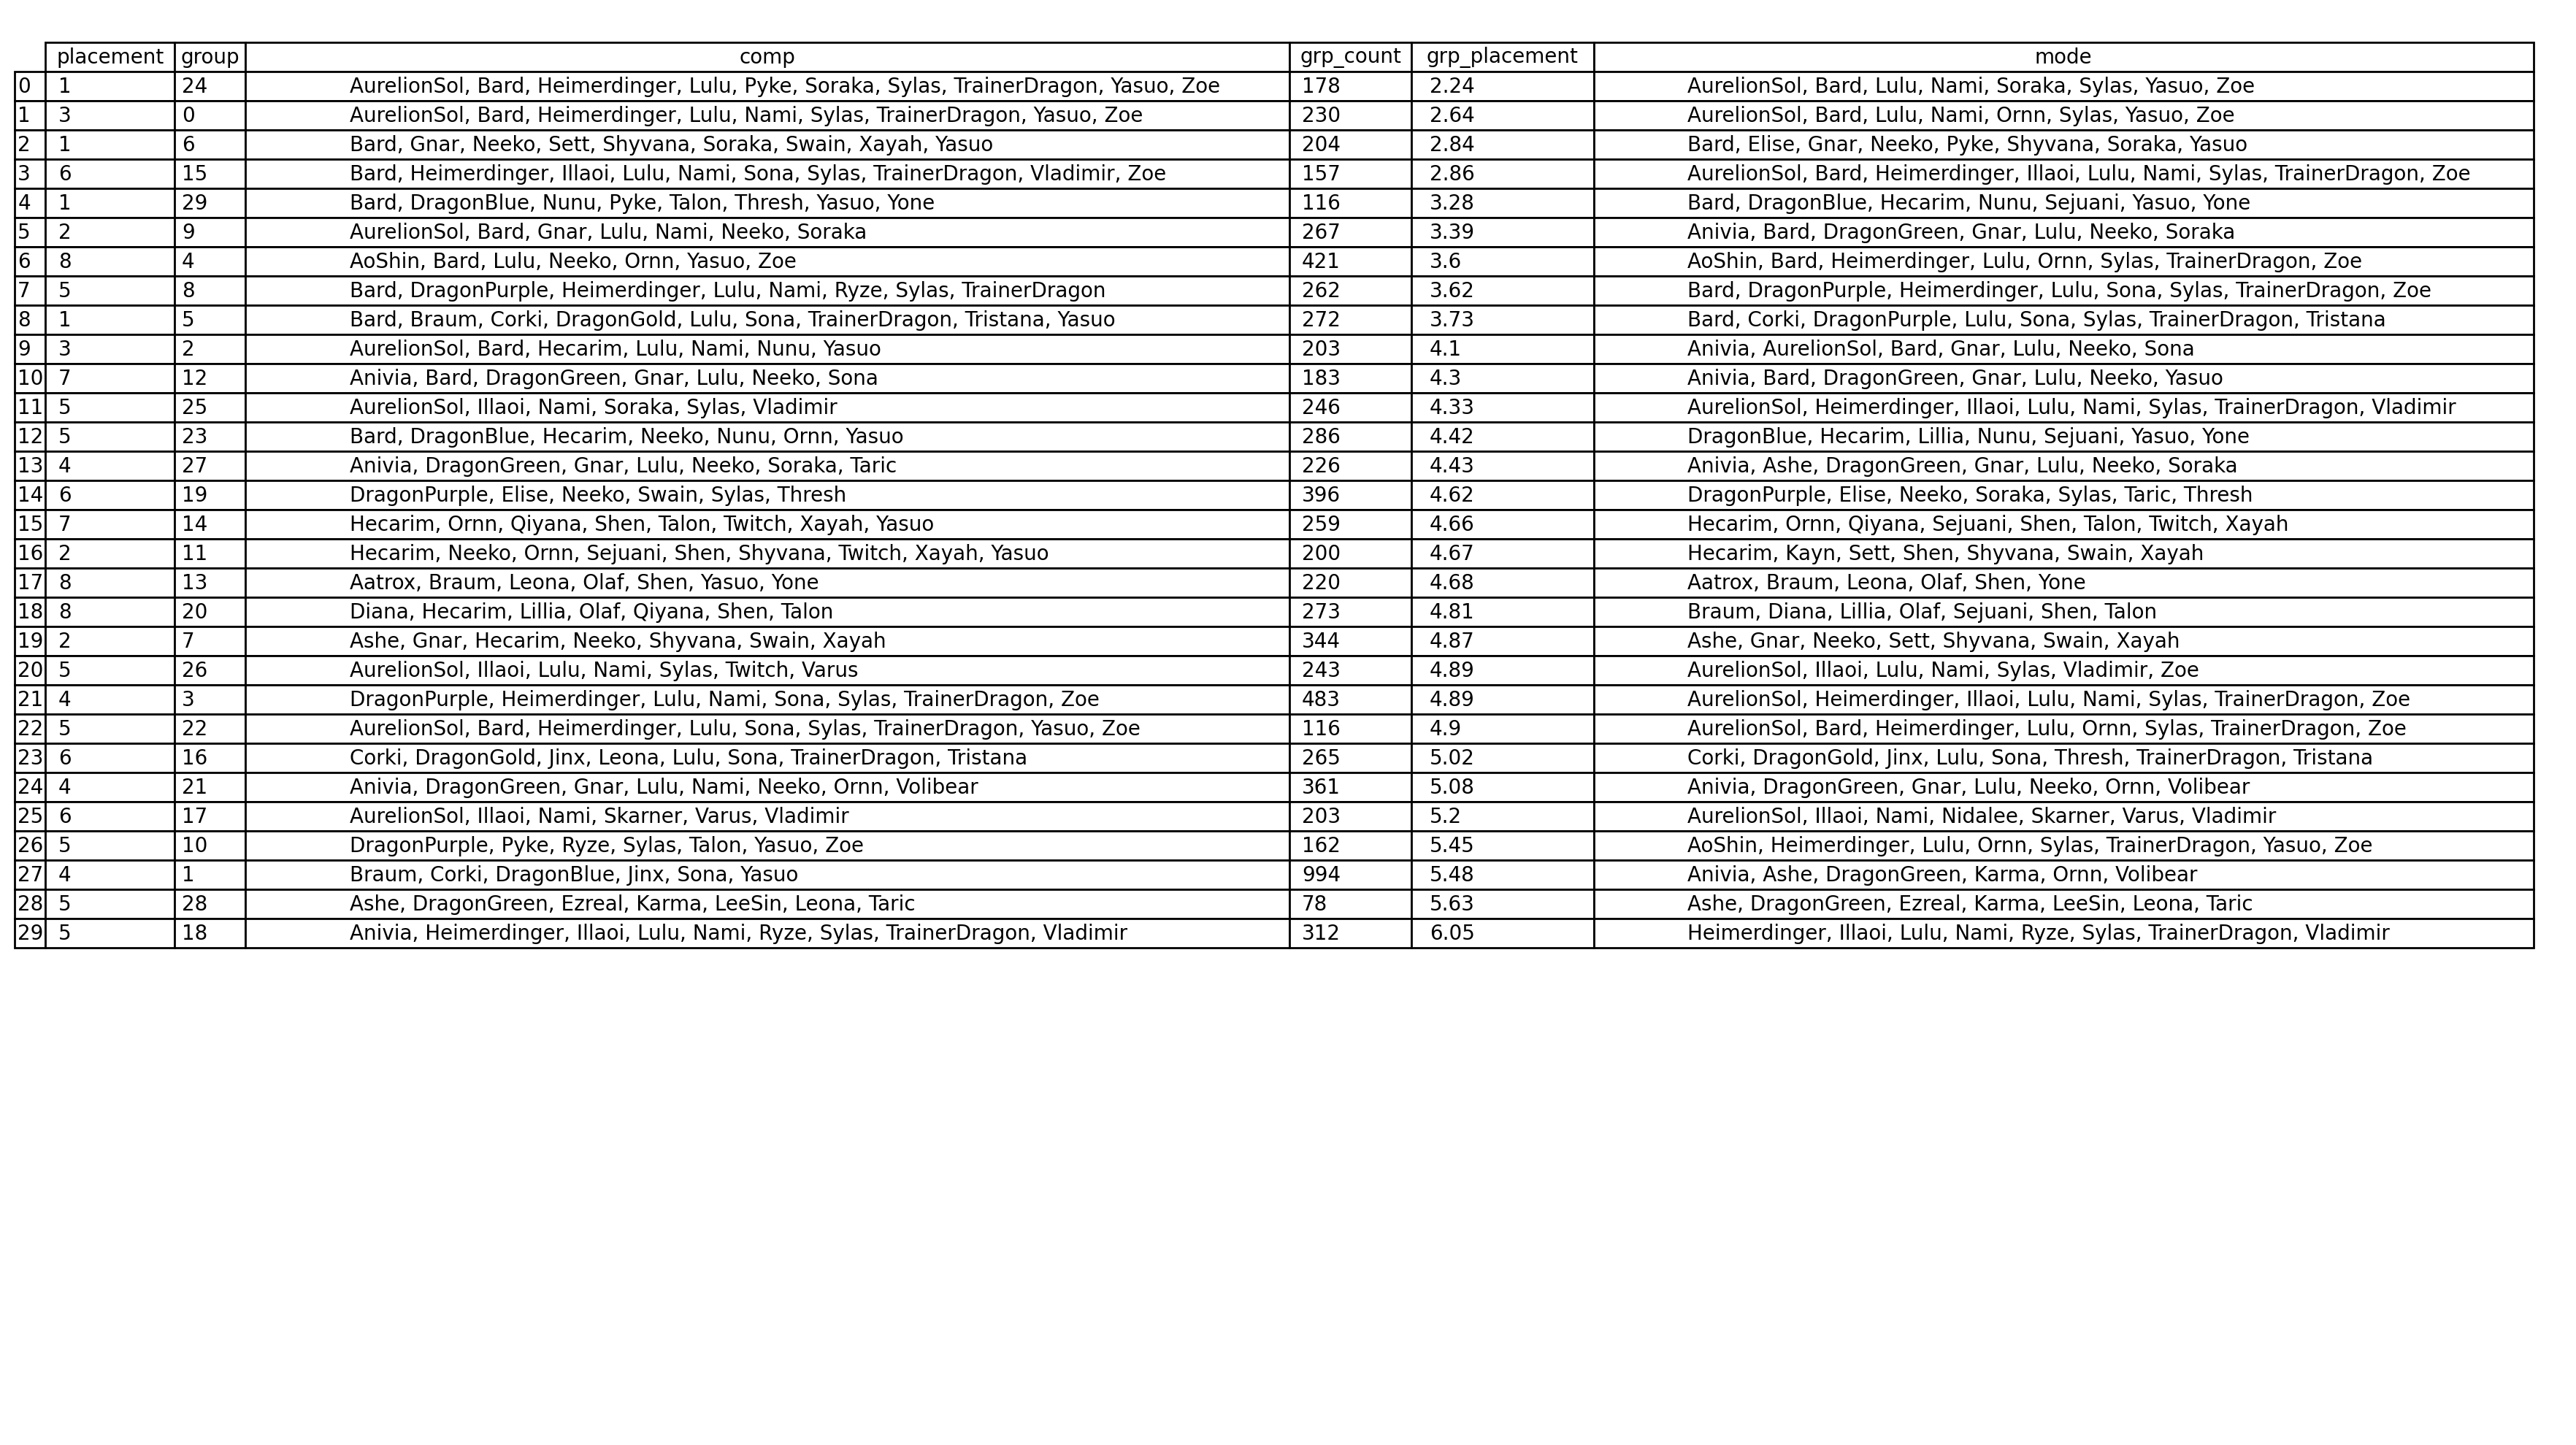 placement group comp grp_count grp_placement mode
0 1 24 AurelionSol, Bard, Heimerdinger, Lulu, Pyke, Soraka, Sylas, TrainerDragon, Yasuo, Zoe 178 2.24 AurelionSol, Bard, Lulu, Nami, Soraka, Sylas, Yasuo, Zoe
1 3 0 AurelionSol, Bard, Heimerdinger, Lulu, Nami, Sylas, TrainerDragon, Yasuo, Zoe 230 2.64 AurelionSol, Bard, Lulu, Nami, Ornn, Sylas, Yasuo, Zoe
2 1 6 Bard, Gnar, Neeko, Sett, Shyvana, Soraka, Swain, Xayah, Yasuo 204 2.84 Bard, Elise, Gnar, Neeko, Pyke, Shyvana, Soraka, Yasuo
3 6 15 Bard, Heimerdinger, Illaoi, Lulu, Nami, Sona, Sylas, TrainerDragon, Vladimir, Zoe 157 2.86 AurelionSol, Bard, Heimerdinger, Illaoi, Lulu, Nami, Sylas, TrainerDragon, Zoe
4 1 29 Bard, DragonBlue, Nunu, Pyke, Talon, Thresh, Yasuo, Yone 116 3.28 Bard, DragonBlue, Hecarim, Nunu, Sejuani, Yasuo, Yone
5 2 9 AurelionSol, Bard, Gnar, Lulu, Nami, Neeko, Soraka 267 3.39 Anivia, Bard, DragonGreen, Gnar, Lulu, Neeko, Soraka
6 8 4 AoShin, Bard, Lulu, Neeko, Ornn, Yasuo, Zoe 421 3.6 AoShin, Bard, Heimerdinger, Lulu, Ornn, Sylas, TrainerDragon, Zoe
7 5 8 Bard, DragonPurple, Heimerdinger, Lulu, Nami, Ryze, Sylas, TrainerDragon 262 3.62 Bard, DragonPurple, Heimerdinger, Lulu, Sona, Sylas, TrainerDragon, Zoe
8 1 5 Bard, Braum, Corki, DragonGold, Lulu, Sona, TrainerDragon, Tristana, Yasuo 272 3.73 Bard, Corki, DragonPurple, Lulu, Sona, Sylas, TrainerDragon, Tristana
9 3 2 AurelionSol, Bard, Hecarim, Lulu, Nami, Nunu, Yasuo 203 4.1 Anivia, AurelionSol, Bard, Gnar, Lulu, Neeko, Sona
10 7 12 Anivia, Bard, DragonGreen, Gnar, Lulu, Neeko, Sona 183 4.3 Anivia, Bard, DragonGreen, Gnar, Lulu, Neeko, Yasuo
11 5 25 AurelionSol, Illaoi, Nami, Soraka, Sylas, Vladimir 246 4.33 AurelionSol, Heimerdinger, Illaoi, Lulu, Nami, Sylas, TrainerDragon, Vladimir
12 5 23 Bard, DragonBlue, Hecarim, Neeko, Nunu, Ornn, Yasuo 286 4.42 DragonBlue, Hecarim, Lillia, Nunu, Sejuani, Yasuo, Yone
13 4 27 Anivia, DragonGreen, Gnar, Lulu, Neeko, Soraka, Taric 226 4.43 Anivia, Ashe, DragonGreen, Gnar, Lulu, Neeko, Soraka
14 6 19 DragonPurple, Elise, Neeko, Swain, Sylas, Thresh 396 4.62 DragonPurple, Elise, Neeko, Soraka, Sylas, Taric, Thresh
15 7 14 Hecarim, Ornn, Qiyana, Shen, Talon, Twitch, Xayah, Yasuo 259 4.66 Hecarim, Ornn, Qiyana, Sejuani, Shen, Talon, Twitch, Xayah
16 2 11 Hecarim, Neeko, Ornn, Sejuani, Shen, Shyvana, Twitch, Xayah, Yasuo 200 4.67 Hecarim, Kayn, Sett, Shen, Shyvana, Swain, Xayah
17 8 13 Aatrox, Braum, Leona, Olaf, Shen, Yasuo, Yone 220 4.68 Aatrox, Braum, Leona, Olaf, Shen, Yone
18 8 20 Diana, Hecarim, Lillia, Olaf, Qiyana, Shen, Talon 273 4.81 Braum, Diana, Lillia, Olaf, Sejuani, Shen, Talon
19 2 7 Ashe, Gnar, Hecarim, Neeko, Shyvana, Swain, Xayah 344 4.87 Ashe, Gnar, Neeko, Sett, Shyvana, Swain, Xayah
20 5 26 AurelionSol, Illaoi, Lulu, Nami, Sylas, Twitch, Varus 243 4.89 AurelionSol, Illaoi, Lulu, Nami, Sylas, Vladimir, Zoe
21 4 3 DragonPurple, Heimerdinger, Lulu, Nami, Sona, Sylas, TrainerDragon, Zoe 483 4.89 AurelionSol, Heimerdinger, Illaoi, Lulu, Nami, Sylas, TrainerDragon, Zoe
22 5 22 AurelionSol, Bard, Heimerdinger, Lulu, Sona, Sylas, TrainerDragon, Yasuo, Zoe 116 4.9 AurelionSol, Bard, Heimerdinger, Lulu, Ornn, Sylas, TrainerDragon, Zoe
23 6 16 Corki, DragonGold, Jinx, Leona, Lulu, Sona, TrainerDragon, Tristana 265 5.02 Corki, DragonGold, Jinx, Lulu, Sona, Thresh, TrainerDragon, Tristana
24 4 21 Anivia, DragonGreen, Gnar, Lulu, Nami, Neeko, Ornn, Volibear 361 5.08 Anivia, DragonGreen, Gnar, Lulu, Neeko, Ornn, Volibear
25 6 17 AurelionSol, Illaoi, Nami, Skarner, Varus, Vladimir 203 5.2 AurelionSol, Illaoi, Nami, Nidalee, Skarner, Varus, Vladimir
26 5 10 DragonPurple, Pyke, Ryze, Sylas, Talon, Yasuo, Zoe 162 5.45 AoShin, Heimerdinger, Lulu, Ornn, Sylas, TrainerDragon, Yasuo, Zoe
27 4 1 Braum, Corki, DragonBlue, Jinx, Sona, Yasuo 994 5.48 Anivia, Ashe, DragonGreen, Karma, Ornn, Volibear
28 5 28 Ashe, DragonGreen, Ezreal, Karma, LeeSin, Leona, Taric 78 5.63 Ashe, DragonGreen, Ezreal, Karma, LeeSin, Leona, Taric
29 5 18 Anivia, Heimerdinger, Illaoi, Lulu, Nami, Ryze, Sylas, TrainerDragon, Vladimir 312 6.05 Heimerdinger, Illaoi, Lulu, Nami, Ryze, Sylas, TrainerDragon, Vladimir